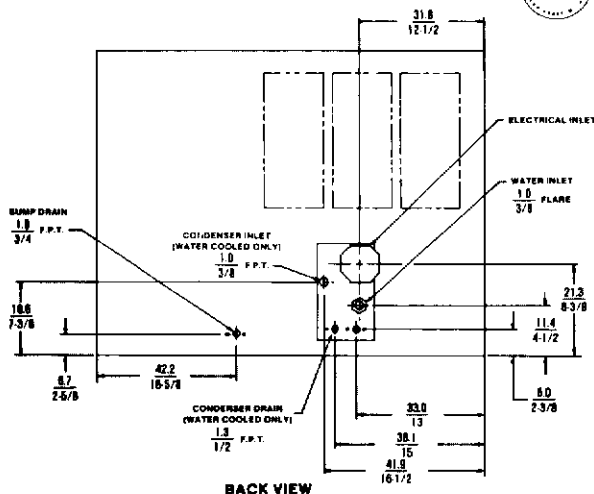 31.8
12-1/2
ELECTRICAL INLET
WATER INLET
1.0
3/8 FLARE
SUMP DRAIN
1.9
3/4 F.P.T.
CONDENSER INLET
(WATER COOLED ONLY)
1.0
3/8 F.P.T.
18.6
7-3/8
21.3
8-3/8
11.4
4-1/2
6.7
2-5/8
42.2
16-5/8
6.0
2-3/8
CONDENSER DRAIN
(WATER COOLED ONLY)
1.3
1/2 F.P.T.
33.0
13
38.1
15
41.9
16-1/2
BACK VIEW